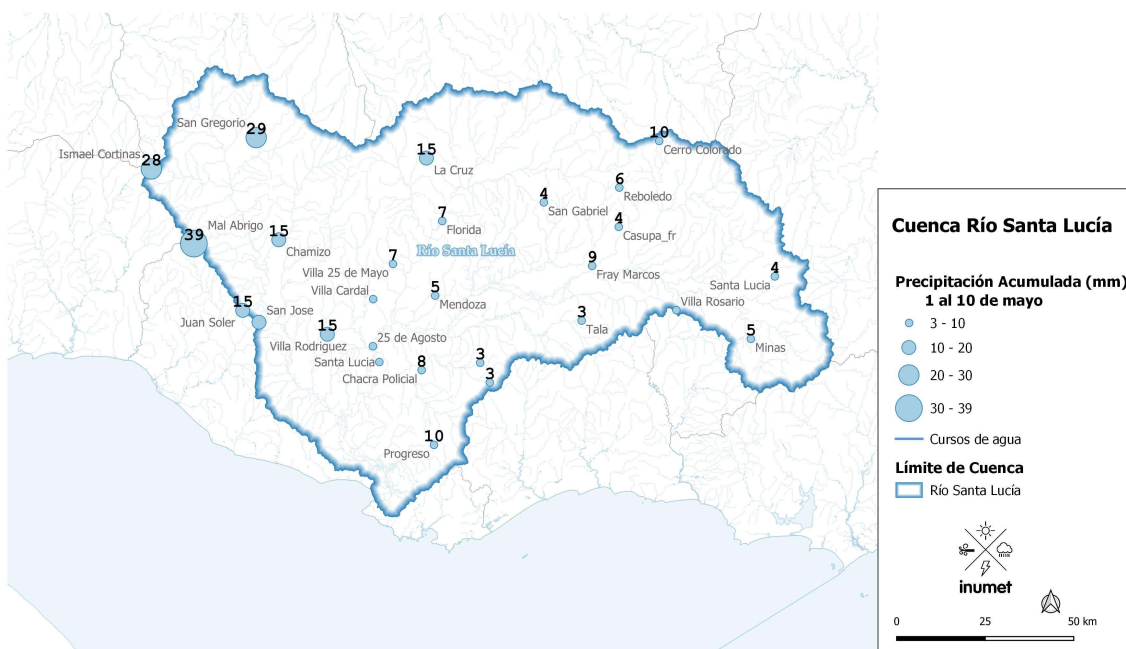 San Gregorio
29
Ismael Cortinas
28
15
La Cruz
10
Cerro Colorado
6
Reboledo
4
San Gabriel
4
Casupa_fr
Mal Abrigo
39
15
Chamizo
7
Florida
Río Santa Lucía
7
Villa 25 de Mayo
9
Fray Marcos
4
Santa Lucia
Villa Cardal
5
Mendoza
Villa Rosario
15
Juan Soler
San Jose
15
Villa Rodriguez
25 de Agosto
3
Tala
5
Minas
Santa Lucia
8
Chacra Policial
3
3
10
Progreso
Cuenca Río Santa Lucía
Precipitación Acumulada (mm)
1 al 10 de mayo
3 - 10
10 - 20
20 - 30
30 - 39
Cursos de agua
Límite de Cuenca
Río Santa Lucía
inumet
0 25 50 km